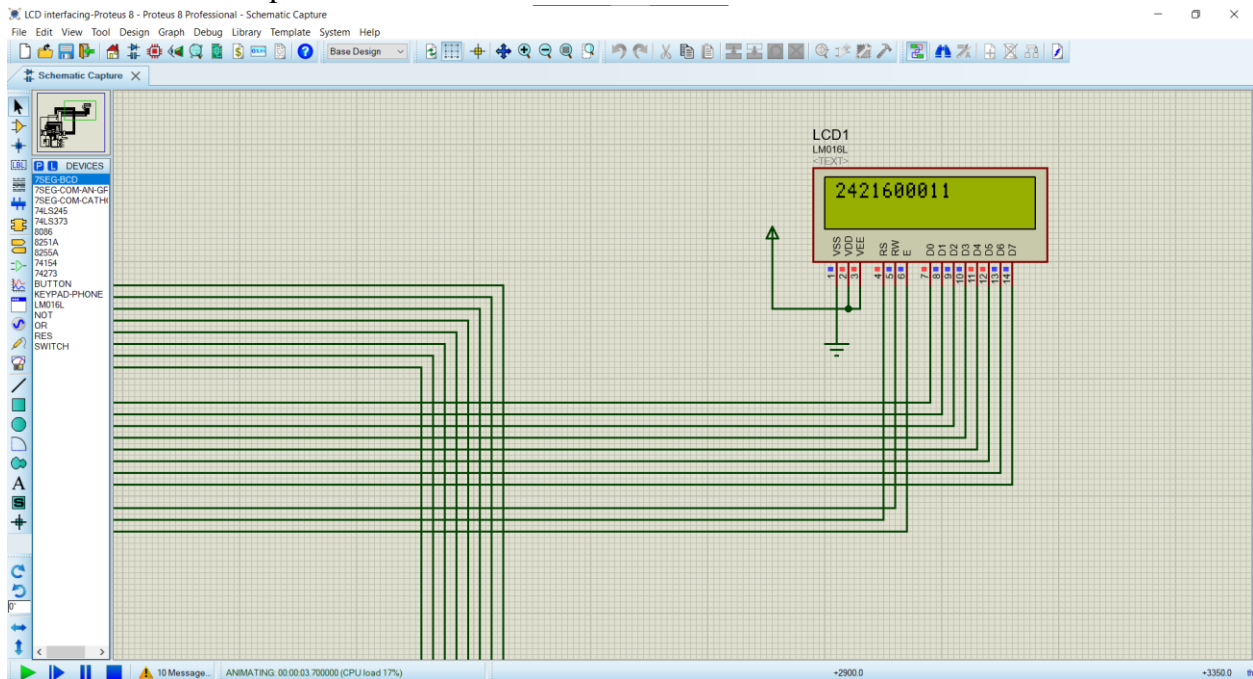 LCD interfacing-Proteus 8 - Proteus 8 Professional - Schematic Capture
File Edit View Tool Design Graph Debug Library Template System Help
Base Design
Schematic Capture
LBL
P L DEVICES
7SEG-BCD
7SEG-COM-AN-GF
7SEG-COM-CATH
74LS245
74LS373
8086
8251A
8255A
74154
74273
BUTTON
KEYPAD-PHONE
LM016L
NOT
OR
RES
SWITCH
A
S
0°
LCD1
LM016L
<TEXT>
2421600011
VSS VDD VEE RS RW E D0 D1 D2 D3 D4 D5 D6 D7
1 2 3 4 5 6 7 8 9 10 11 12 13 14
10 Message... ANIMATING: 00:00:03.700000 (CPU load 17%) +2900.0 +3350.0 th